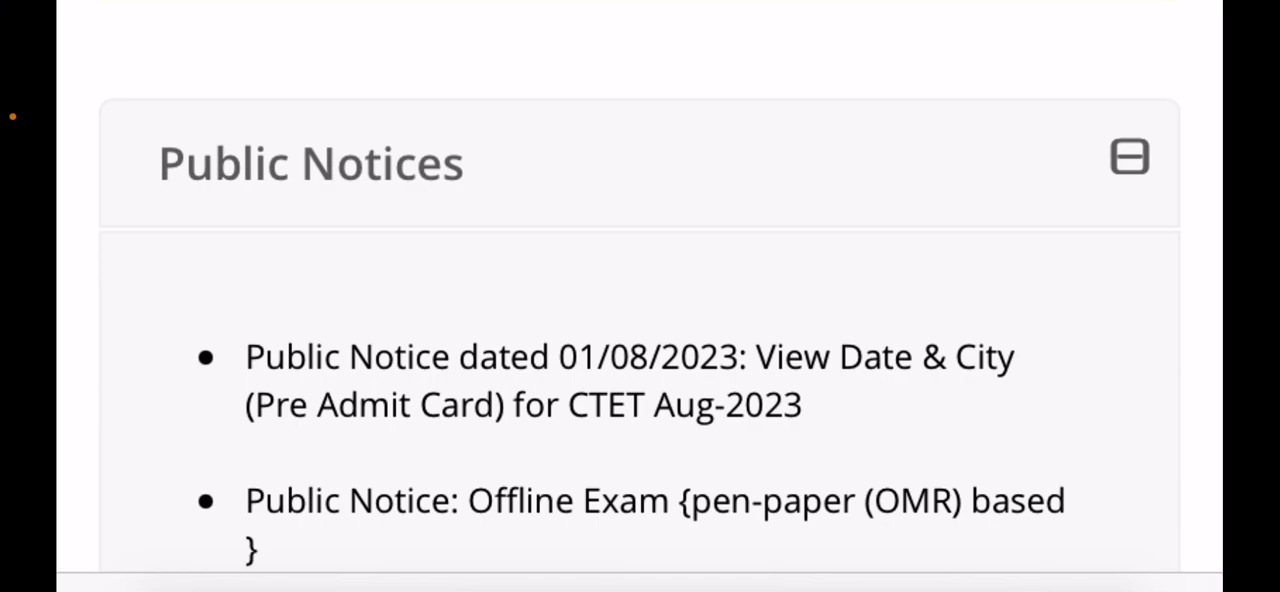 Public Notices
Public Notice dated 01/08/2023: View Date & City
(Pre Admit Card) for CTET Aug-2023
Public Notice: Offline Exam {pen-paper (OMR) based
}